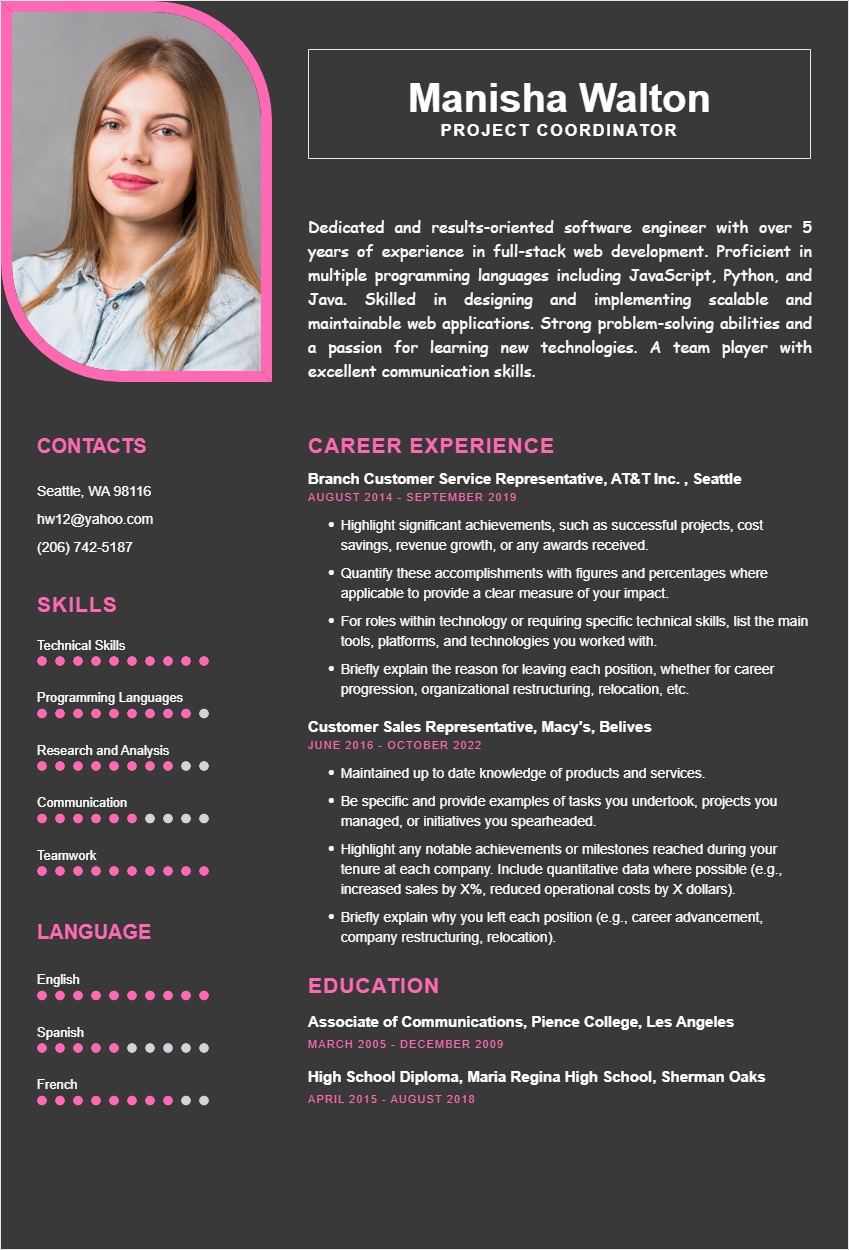 Manisha Walton
PROJECT COORDINATOR
Dedicated and results-oriented software engineer with over 5
years of experience in full-stack web development. Proficient in
multiple programming languages including JavaScript, Python, and
Java. Skilled in designing and implementing scalable and
maintainable web applications. Strong problem-solving abilities and
a passion for learning new technologies. A team player with
excellent communication skills.
CONTACTS
Seattle, WA 98116
hw12@yahoo.com
(206) 742-5187
SKILLS
Technical Skills
Programming Languages
Research and Analysis
Communication
Teamwork
LANGUAGE
English
Spanish
French
CAREER EXPERIENCE
Branch Customer Service Representative, AT&T Inc. , Seattle
AUGUST 2014 - SEPTEMBER 2019
• Highlight significant achievements, such as successful projects, cost
savings, revenue growth, or any awards received.
• Quantify these accomplishments with figures and percentages where
applicable to provide a clear measure of your impact.
• For roles within technology or requiring specific technical skills, list the main
tools, platforms, and technologies you worked with.
• Briefly explain the reason for leaving each position, whether for career
progression, organizational restructuring, relocation, etc.
Customer Sales Representative, Macy's, Belives
JUNE 2016 - OCTOBER 2022
• Maintained up to date knowledge of products and services.
• Be specific and provide examples of tasks you undertook, projects you
managed, or initiatives you spearheaded.
• Highlight any notable achievements or milestones reached during your
tenure at each company. Include quantitative data where possible (e.g.,
increased sales by X%, reduced operational costs by X dollars).
• Briefly explain why you left each position (e.g., career advancement,
company restructuring, relocation).
EDUCATION
Associate of Communications, Pience College, Les Angeles
MARCH 2005 - DECEMBER 2009
High School Diploma, Maria Regina High School, Sherman Oaks
APRIL 2015 - AUGUST 2018